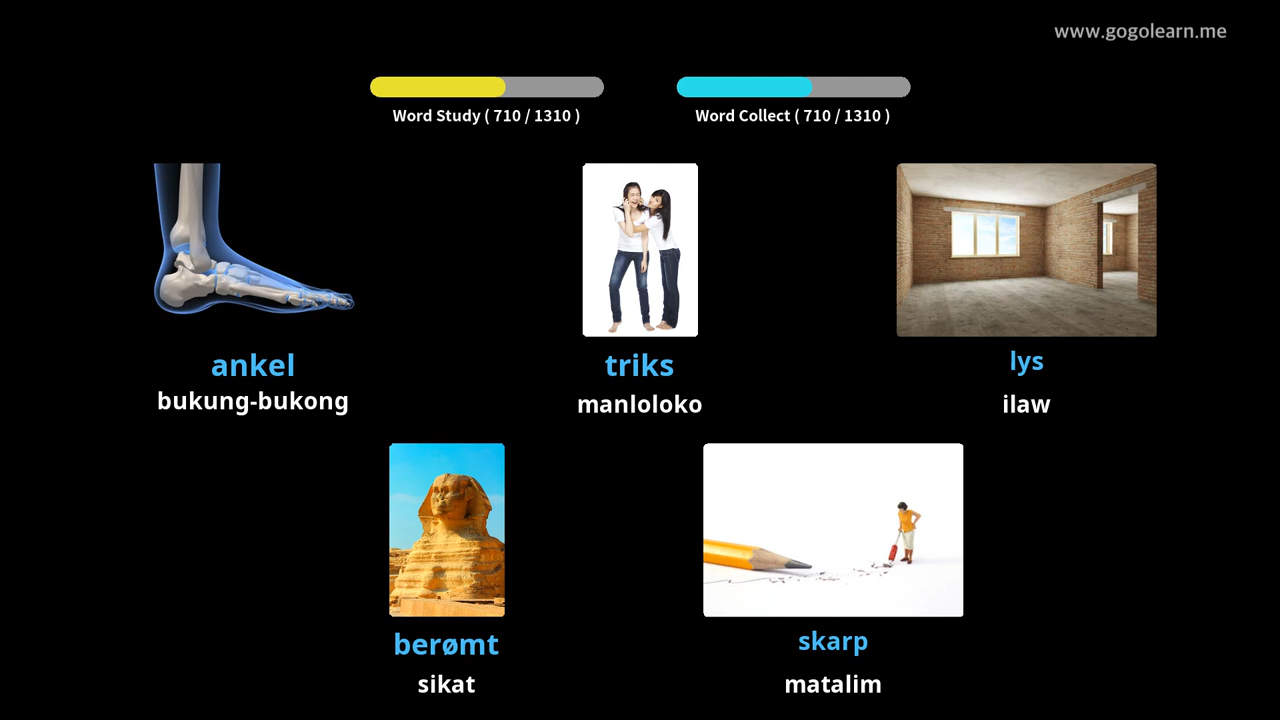 www.gogolearn.me
Word Study ( 710 / 1310 )
Word Collect ( 710 / 1310 )
ankel
bukung-bukong
triks
manloloko
lys
ilaw
berømt
sikat
skarp
matalim